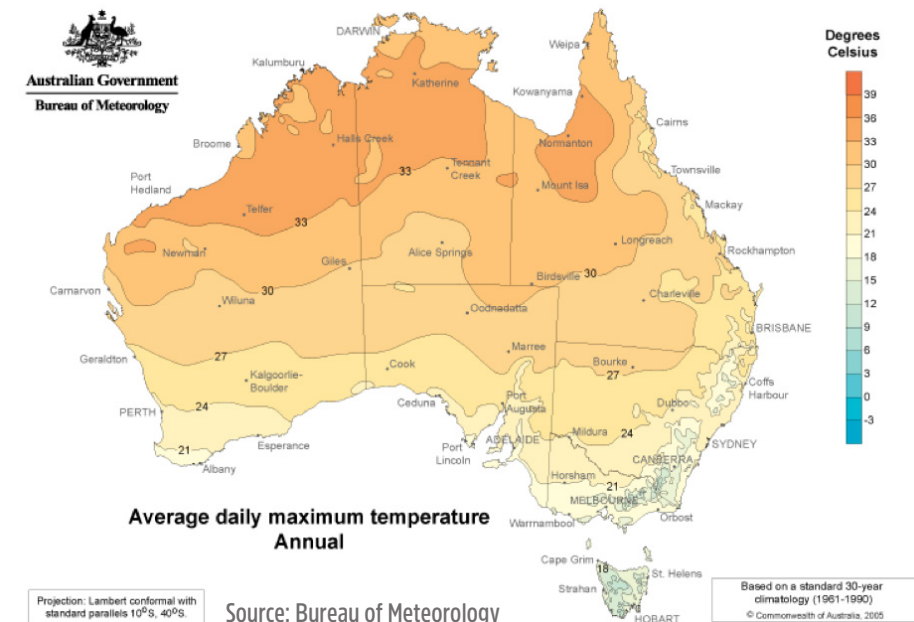 Australian Government
Bureau of Meteorology
Degrees
Celsius
39
36
33
30
27
24
21
18
15
12
9
6
3
0
-3
DARWIN
Weipa
Kalumburu
Katherine
Kowanyama
Cairns
Broome
Halls Creek
Normanton
33
Tennant
Creek
Townsville
Port
Hedland
Mount Isa
Telfer
33
Mackay
Newman
Alice Springs
Longreach
Rockhampton
Giles
Birdsville
30
Carnarvon
30
Wiluna
Charleville
Oodnadatta
BRISBANE
Geraldton
27
Marree
Cook
Bourke
27
Kalgoorlie-
Boulder
Coffs
Harbour
PERTH
24
Ceduna
Port
Augusta
Dubbo
Mildura
24
21
Esperance
Port
Lincoln
ADELAIDE
SYDNEY
Albany
CANBERRA
Horsham
21
MELBOURNE
Average daily maximum temperature
Annual
Warrnambool
Orbost
Cape Grim
18
St. Helens
Strahan
HOBART
Projection: Lambert conformal with
standard parallels 10°S, 40°S.
Source: Bureau of Meteorology
Based on a standard 30-year
climatology (1961-1990)
© Commonwealth of Australia, 2005